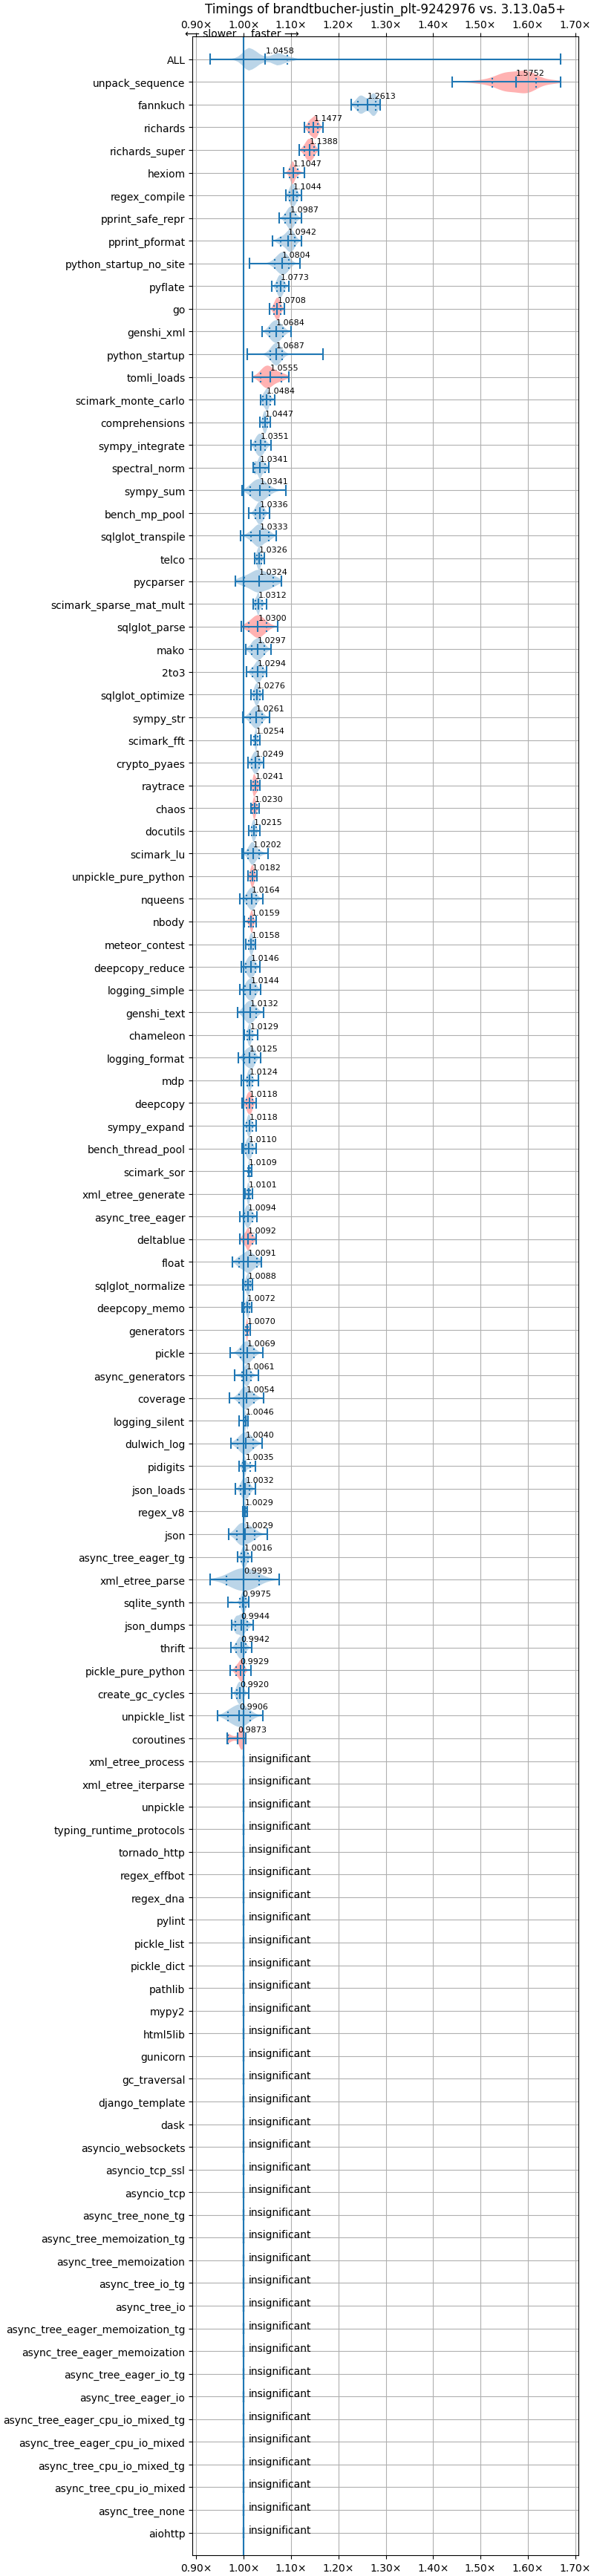 Timings of brandtbucher-justin_plt-9242976 vs. 3.13.0a5+
0.90× 1.00× 1.10× 1.20× 1.30× 1.40× 1.50× 1.60× 1.70×
←— slower faster —→
ALL 1.0458
unpack_sequence 1.5752
fannkuch 1.2613
richards 1.1477
richards_super 1.1388
hexiom 1.1047
regex_compile 1.1044
pprint_safe_repr 1.0987
pprint_pformat 1.0942
python_startup_no_site 1.0804
pyflate 1.0773
go 1.0708
genshi_xml 1.0684
python_startup 1.0687
tomli_loads 1.0555
scimark_monte_carlo 1.0484
comprehensions 1.0447
sympy_integrate 1.0351
spectral_norm 1.0341
sympy_sum 1.0341
bench_mp_pool 1.0336
sqlglot_transpile 1.0333
telco 1.0326
pycparser 1.0324
scimark_sparse_mat_mult 1.0312
sqlglot_parse 1.0300
mako 1.0297
2to3 1.0294
sqlglot_optimize 1.0276
sympy_str 1.0261
scimark_fft 1.0254
crypto_pyaes 1.0249
raytrace 1.0241
chaos 1.0230
docutils 1.0215
scimark_lu 1.0202
unpickle_pure_python 1.0182
nqueens 1.0164
nbody 1.0159
meteor_contest 1.0158
deepcopy_reduce 1.0146
logging_simple 1.0144
genshi_text 1.0132
chameleon 1.0129
logging_format 1.0125
mdp 1.0124
deepcopy 1.0118
sympy_expand 1.0118
bench_thread_pool 1.0110
scimark_sor 1.0109
xml_etree_generate 1.0101
async_tree_eager 1.0094
deltablue 1.0092
float 1.0091
sqlglot_normalize 1.0088
deepcopy_memo 1.0072
generators 1.0070
pickle 1.0069
async_generators 1.0061
coverage 1.0054
logging_silent 1.0046
dulwich_log 1.0040
pidigits 1.0035
json_loads 1.0032
regex_v8 1.0029
json 1.0029
async_tree_eager_tg 1.0016
xml_etree_parse 0.9993
sqlite_synth 0.9975
json_dumps 0.9944
thrift 0.9942
pickle_pure_python 0.9929
create_gc_cycles 0.9920
unpickle_list 0.9906
coroutines 0.9873
xml_etree_process insignificant
xml_etree_iterparse insignificant
unpickle insignificant
typing_runtime_protocols insignificant
tornado_http insignificant
regex_effbot insignificant
regex_dna insignificant
pylint insignificant
pickle_list insignificant
pickle_dict insignificant
pathlib insignificant
mypy2 insignificant
html5lib insignificant
gunicorn insignificant
gc_traversal insignificant
django_template insignificant
dask insignificant
asyncio_websockets insignificant
asyncio_tcp_ssl insignificant
asyncio_tcp insignificant
async_tree_none_tg insignificant
async_tree_memoization_tg insignificant
async_tree_memoization insignificant
async_tree_io_tg insignificant
async_tree_io insignificant
async_tree_eager_memoization_tg insignificant
async_tree_eager_memoization insignificant
async_tree_eager_io_tg insignificant
async_tree_eager_io insignificant
async_tree_eager_cpu_io_mixed_tg insignificant
async_tree_eager_cpu_io_mixed insignificant
async_tree_cpu_io_mixed_tg insignificant
async_tree_cpu_io_mixed insignificant
async_tree_none insignificant
aiohttp insignificant
0.90× 1.00× 1.10× 1.20× 1.30× 1.40× 1.50× 1.60× 1.70×